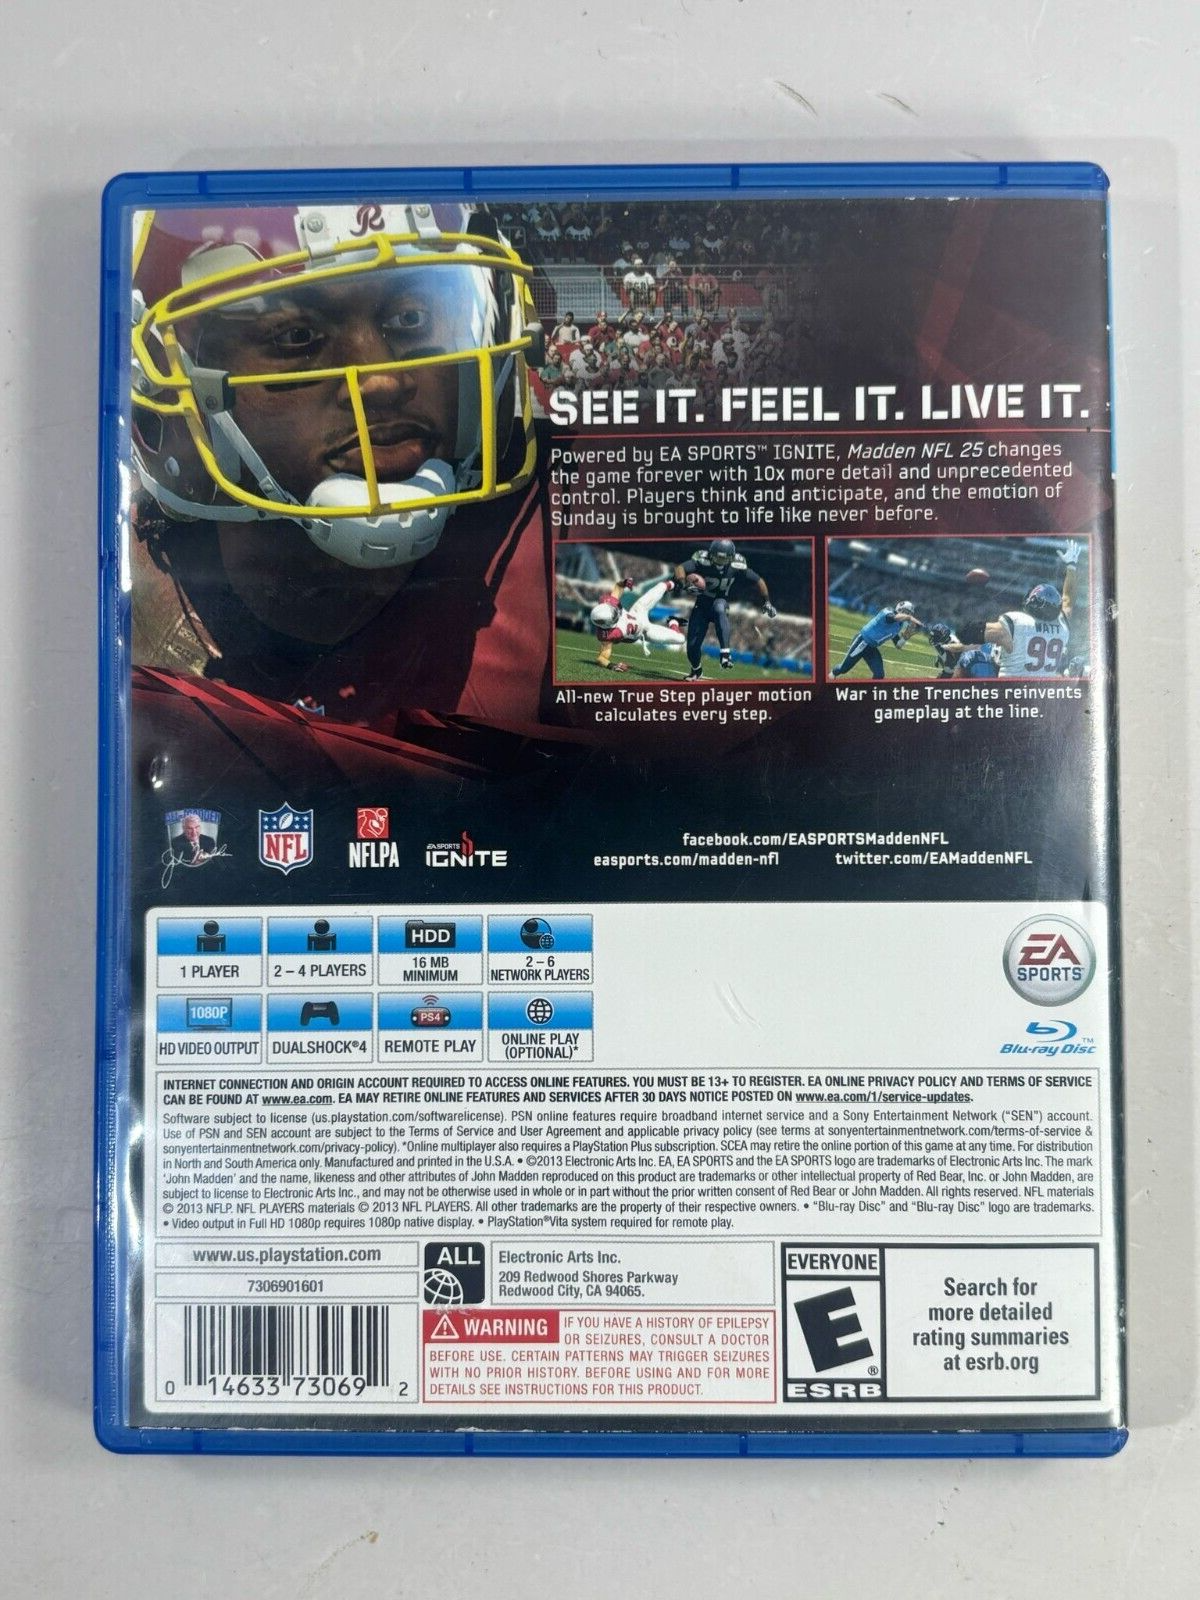 R
SEE IT. FEEL IT. LIVE IT.
Powered by EA SPORTS™ IGNITE, Madden NFL 25 changes
the game forever with 10x more detail and unprecedented
control. Players think and anticipate, and the emotion of
Sunday is brought to life like never before.
24
21
WATT
99
All-new True Step player motion
calculates every step.
War in the Trenches reinvents
gameplay at the line.
NFL
NFLPA
EA SPORTS
IGNITE
facebook.com/EASPORTSMaddenNFL
easports.com/madden-nfl
twitter.com/EAMaddenNFL
1 PLAYER
2 – 4 PLAYERS
HDD
16 MB
MINIMUM
2 – 6
NETWORK PLAYERS
1080P
HD VIDEO OUTPUT
DUALSHOCK®4
PS4
REMOTE PLAY
ONLINE PLAY
(OPTIONAL)*
EA
SPORTS™
Blu-ray Disc™
INTERNET CONNECTION AND ORIGIN ACCOUNT REQUIRED TO ACCESS ONLINE FEATURES. YOU MUST BE 13+ TO REGISTER. EA ONLINE PRIVACY POLICY AND TERMS OF SERVICE
CAN BE FOUND AT www.ea.com. EA MAY RETIRE ONLINE FEATURES AND SERVICES AFTER 30 DAYS NOTICE POSTED ON www.ea.com/1/service-updates.
Software subject to license (us.playstation.com/softwarelicense). PSN online features require broadband internet service and a Sony Entertainment Network ("SEN") account.
Use of PSN and SEN account are subject to the Terms of Service and User Agreement and applicable privacy policy (see terms at sonyentertainmentnetwork.com/terms-of-service &
sonyentertainmentnetwork.com/privacy-policy). *Online multiplayer also requires a PlayStation Plus subscription. SCEA may retire the online portion of this game at any time. For distribution
in North and South America only. Manufactured and printed in the U.S.A. • ©2013 Electronic Arts Inc. EA, EA SPORTS and the EA SPORTS logo are trademarks of Electronic Arts Inc. The mark
'John Madden' and the name, likeness and other attributes of John Madden reproduced on this product are trademarks or other intellectual property of Red Bear, Inc. or John Madden, are
subject to license to Electronic Arts Inc., and may not be otherwise used in whole or in part without the prior written consent of Red Bear or John Madden. All rights reserved. NFL materials
© 2013 NFLP. NFL PLAYERS materials © 2013 NFL PLAYERS. All other trademarks are the property of their respective owners. • "Blu-ray Disc" and "Blu-ray Disc" logo are trademarks.
• Video output in Full HD 1080p requires 1080p native display. • PlayStation®Vita system required for remote play.
www.us.playstation.com
7306901601
0 14633 73069 2
ALL
Electronic Arts Inc.
209 Redwood Shores Parkway
Redwood City, CA 94065.
WARNING
IF YOU HAVE A HISTORY OF EPILEPSY
OR SEIZURES, CONSULT A DOCTOR
BEFORE USE. CERTAIN PATTERNS MAY TRIGGER SEIZURES
WITH NO PRIOR HISTORY. BEFORE USING AND FOR MORE
DETAILS SEE INSTRUCTIONS FOR THIS PRODUCT.
EVERYONE
E
®
ESRB
Search for
more detailed
rating summaries
at esrb.org